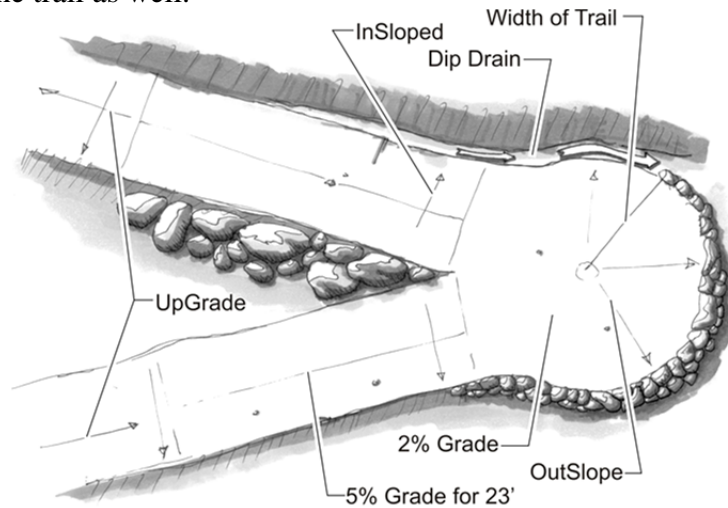 the trail as well.
Width of Trail
InSloped
Dip Drain
UpGrade
2% Grade
OutSlope
5% Grade for 23'